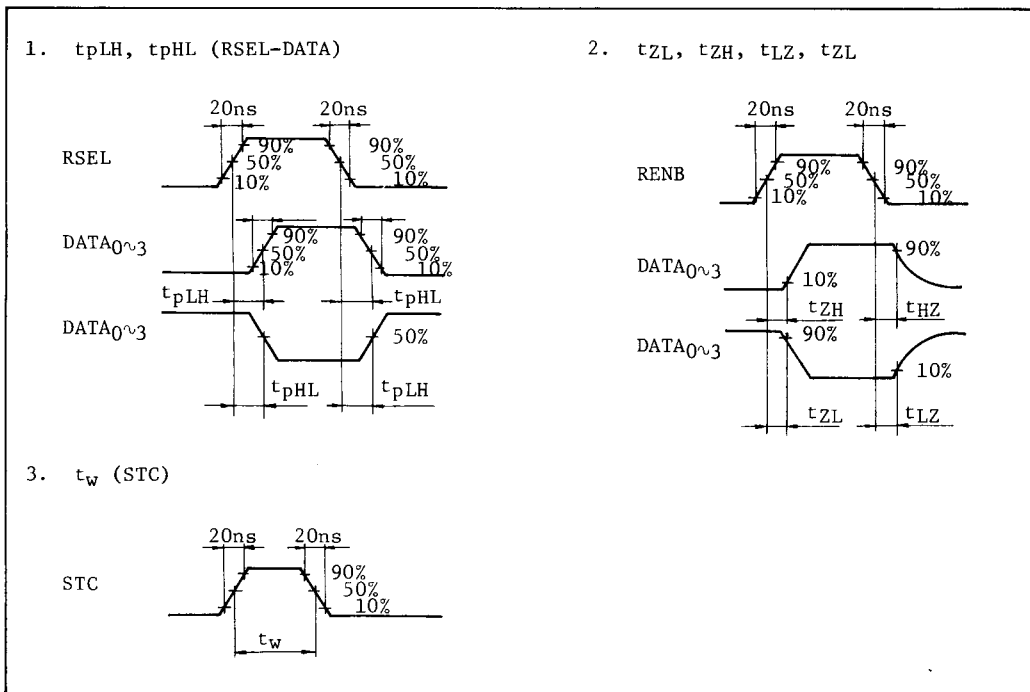 1. tpLH, tpHL (RSEL-DATA)
20ns 20ns
RSEL
90% 90%
50% 50%
10% 10%
DATA0∿3
90% 90%
50% 50%
10% 10%
tpLH tpHL
DATA0∿3
50%
tpHL tpLH
2. tZL, tZH, tLZ, tZL
20ns 20ns
RENB
90% 90%
50% 50%
10% 10%
DATA0∿3
90%
10%
tZH tHZ
DATA0∿3
90%
10%
tZL tLZ
3. tw (STC)
20ns 20ns
STC
90%
50%
10%
tw